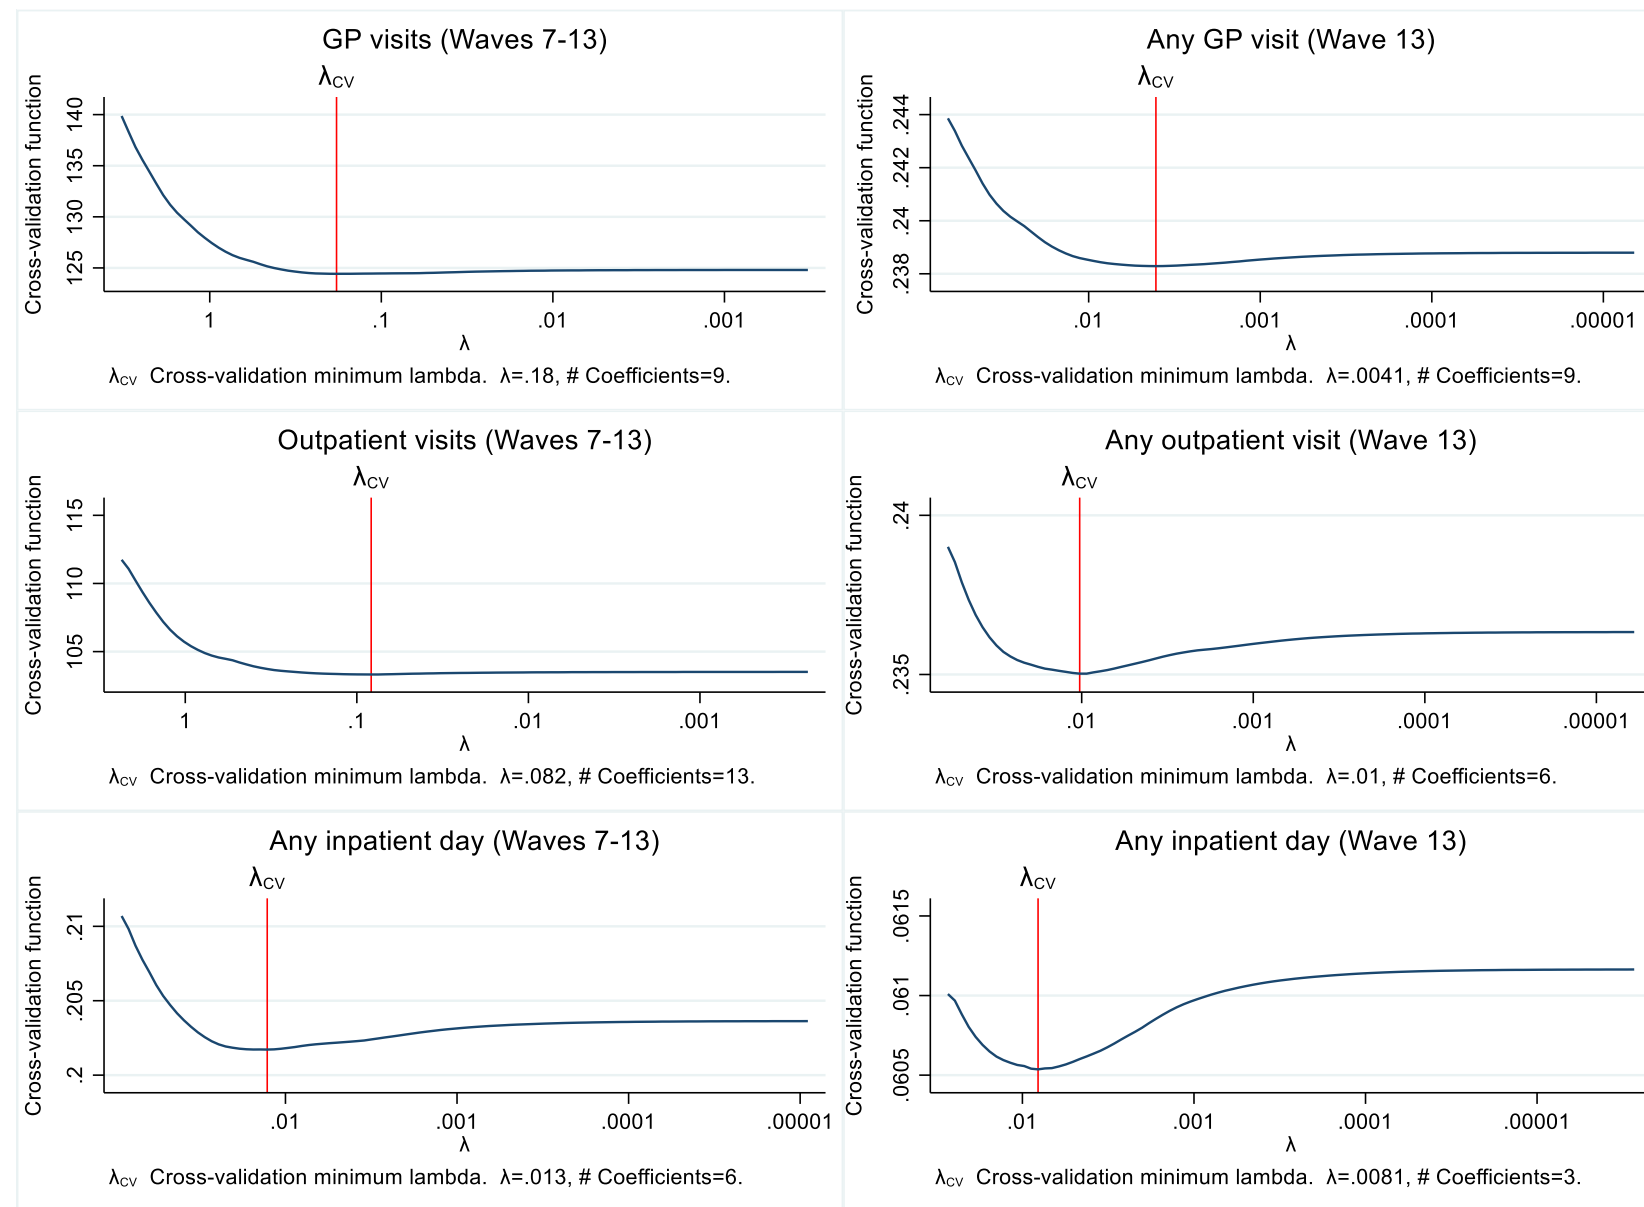 GP visits (Waves 7-13)
λCV
Cross-validation function
140
135
130
125
1
.1
.01
.001
λ
λCV Cross-validation minimum lambda. λ=.18, # Coefficients=9.
Any GP visit (Wave 13)
λCV
Cross-validation function
.244
.242
.24
.238
.01
.001
.0001
.00001
λ
λCV Cross-validation minimum lambda. λ=.0041, # Coefficients=9.
Outpatient visits (Waves 7-13)
λCV
Cross-validation function
115
110
105
1
.1
.01
.001
λ
λCV Cross-validation minimum lambda. λ=.082, # Coefficients=13.
Any outpatient visit (Wave 13)
λCV
Cross-validation function
.24
.235
.01
.001
.0001
.00001
λ
λCV Cross-validation minimum lambda. λ=.01, # Coefficients=6.
Any inpatient day (Waves 7-13)
λCV
Cross-validation function
.21
.205
.2
.01
.001
.0001
.00001
λ
λCV Cross-validation minimum lambda. λ=.013, # Coefficients=6.
Any inpatient day (Wave 13)
λCV
Cross-validation function
.0615
.061
.0605
.01
.001
.0001
.00001
λ
λCV Cross-validation minimum lambda. λ=.0081, # Coefficients=3.